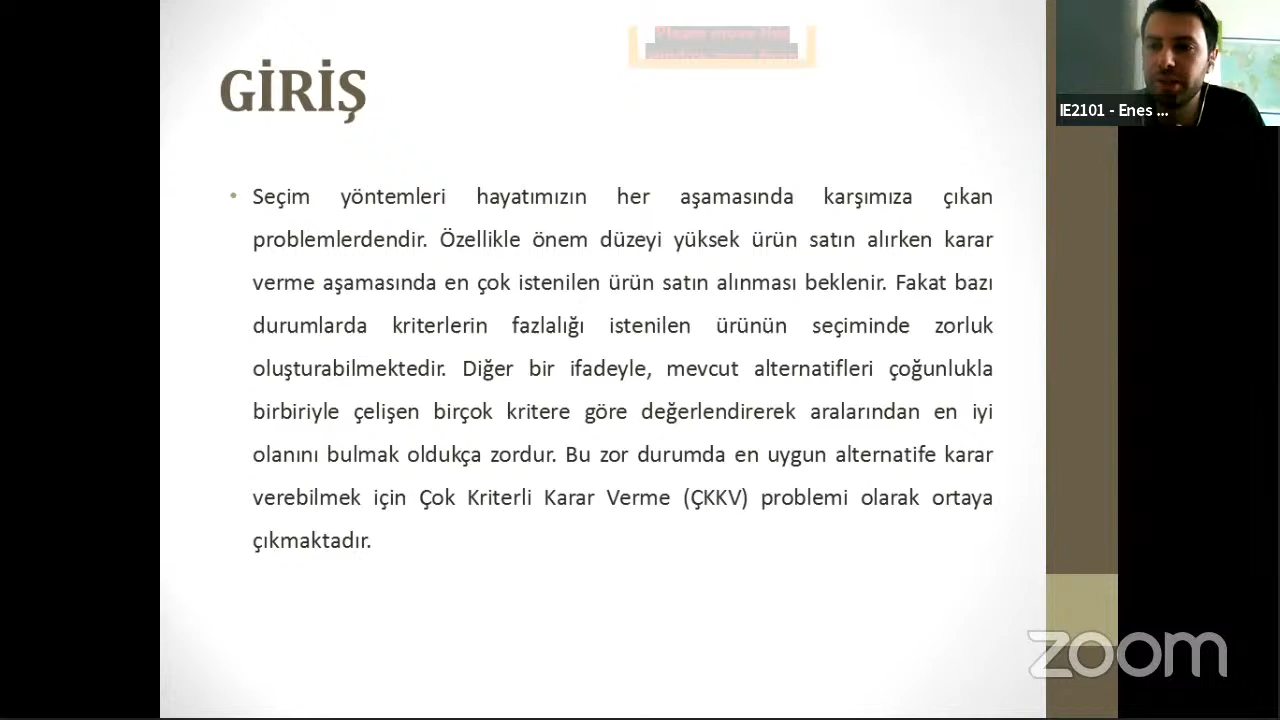 GİRİŞ
IE2101 - Enes ...
• Seçim yöntemleri hayatımızın her aşamasında karşımıza çıkan
problemlerdendir. Özellikle önem düzeyi yüksek ürün satın alırken karar
verme aşamasında en çok istenilen ürün satın alınması beklenir. Fakat bazı
durumlarda kriterlerin fazlalığı istenilen ürünün seçiminde zorluk
oluşturabilmektedir. Diğer bir ifadeyle, mevcut alternatifleri çoğunlukla
birbiriyle çelişen birçok kritere göre değerlendirerek aralarından en iyi
olanını bulmak oldukça zordur. Bu zor durumda en uygun alternatife karar
verebilmek için Çok Kriterli Karar Verme (ÇKKV) problemi olarak ortaya
çıkmaktadır.
zoom